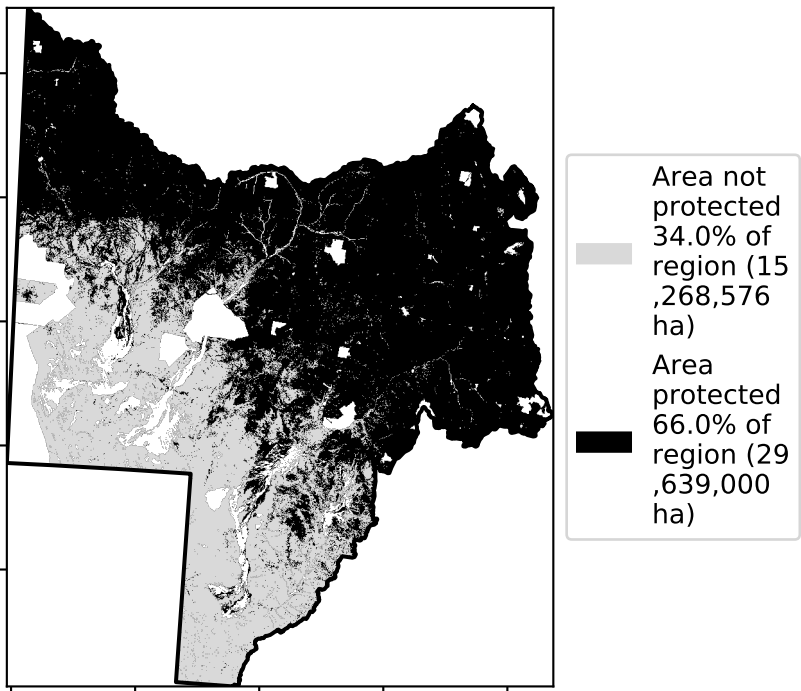 Area not
protected
34.0% of
region (15
,268,576
ha)
Area
protected
66.0% of
region (29
,639,000
ha)